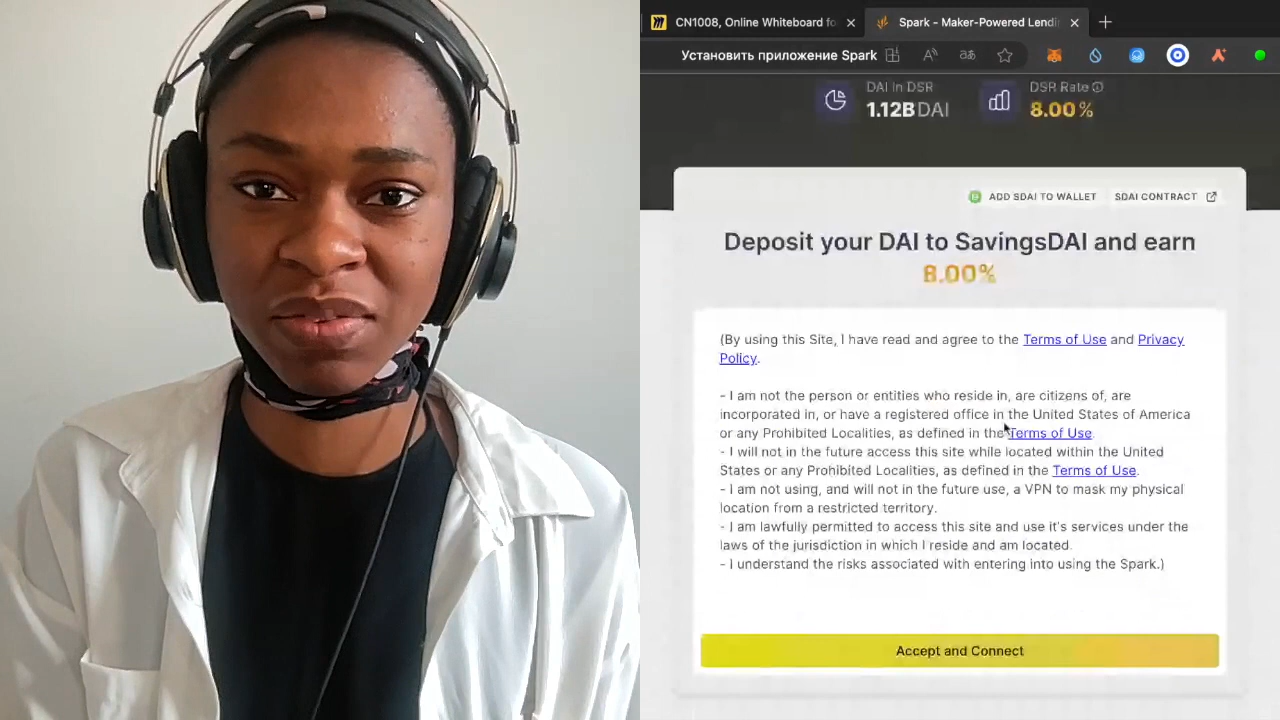 CN1008, Online Whiteboard fo
Spark - Maker-Powered Lendi
Установить приложение Spark
DAI in DSR
1.12B DAI
DSR Rate
8.00%
ADD SDAI TO WALLET
SDAI CONTRACT
Deposit your DAI to SavingsDAI and earn
8.00%
(By using this Site, I have read and agree to the Terms of Use and Privacy
Policy.
- I am not the person or entities who reside in, are citizens of, are
incorporated in, or have a registered office in the United States of America
or any Prohibited Localities, as defined in the Terms of Use.
- I will not in the future access this site while located within the United
States or any Prohibited Localities, as defined in the Terms of Use.
- I am not using, and will not in the future use, a VPN to mask my physical
location from a restricted territory.
- I am lawfully permitted to access this site and use it's services under the
laws of the jurisdiction in which I reside and am located.
- I understand the risks associated with entering into using the Spark.)
Accept and Connect